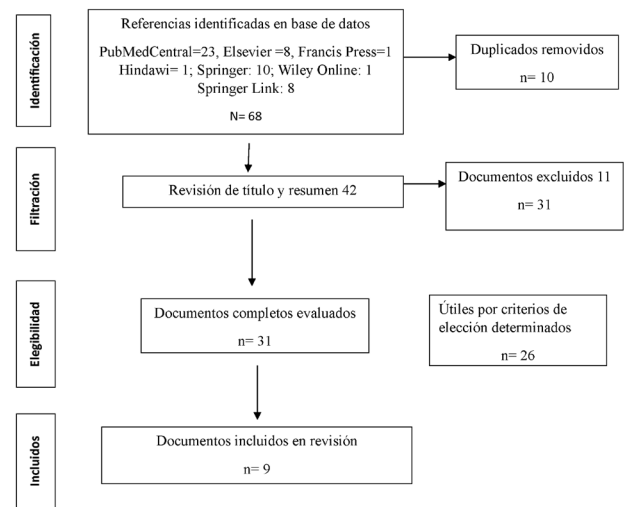 Identificación
Referencias identificadas en base de datos
PubMedCentral=23, Elsevier =8, Francis Press=1
Hindawi= 1; Springer: 10; Wiley Online: 1
Springer Link: 8
N= 68
Duplicados removidos
n= 10
Filtración
Revisión de título y resumen 42
Documentos excluidos 11
n= 31
Elegibilidad
Documentos completos evaluados
n= 31
Útiles por criterios de
elección determinados
n= 26
Incluidos
Documentos incluidos en revisión
n= 9